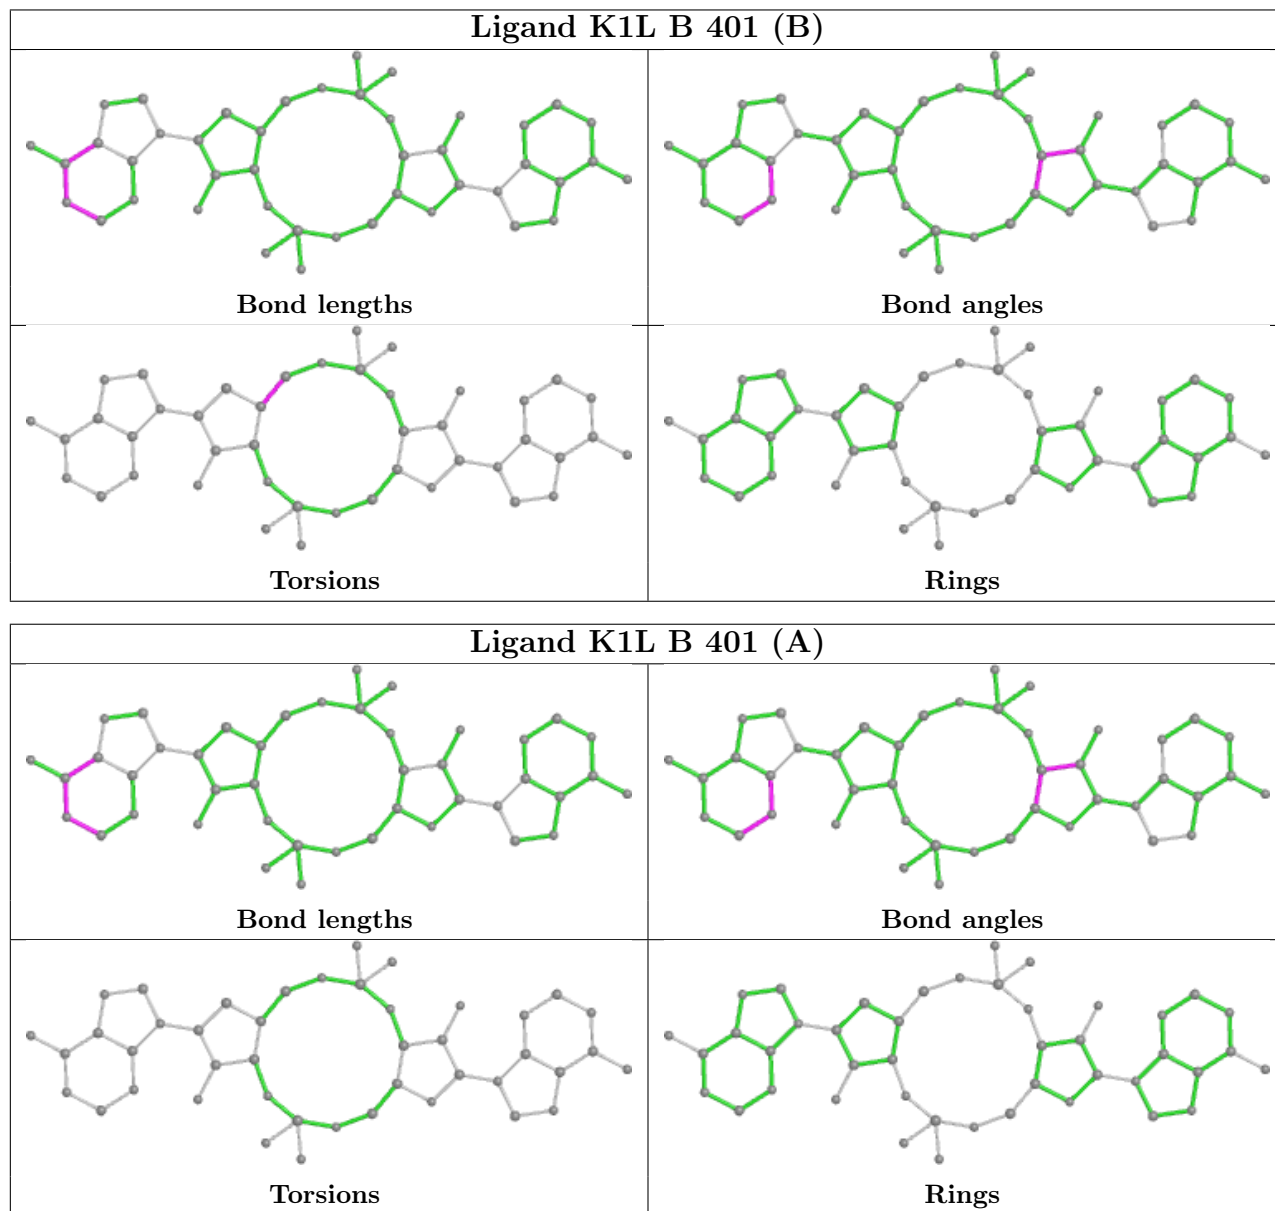 Ligand K1L B 401 (B)
Bond lengths
Bond angles
Torsions
Rings
Ligand K1L B 401 (A)
Bond lengths
Bond angles
Torsions
Rings